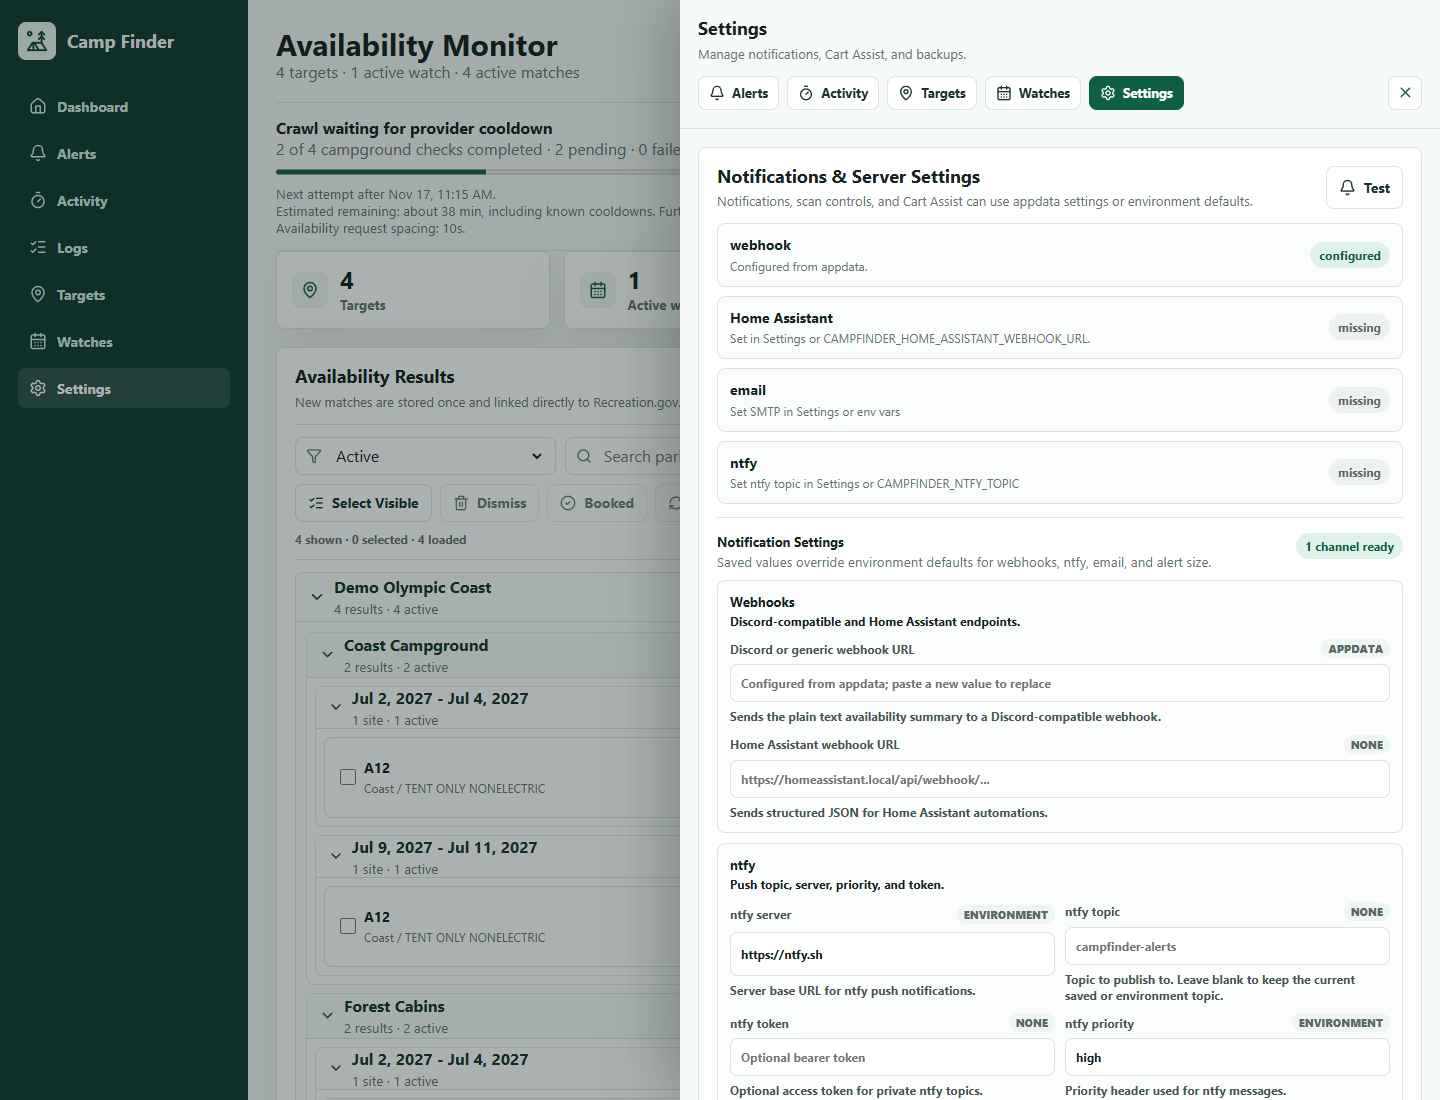 Camp Finder
Dashboard
Alerts
Activity
Logs
Targets
Watches
Settings
Availability Monitor
4 targets · 1 active watch · 4 active matches
Crawl waiting for provider cooldown
2 of 4 campground checks completed · 2 pending · 0 faile
Next attempt after Nov 17, 11:15 AM.
Estimated remaining: about 38 min, including known cooldowns. Furt
Availability request spacing: 10s.
4
Targets
1
Active w
Availability Results
New matches are stored once and linked directly to Recreation.gov.
Active
Search par
Select Visible
Dismiss
Booked
4 shown · 0 selected · 4 loaded
Demo Olympic Coast
4 results · 4 active
Coast Campground
2 results · 2 active
Jul 2, 2027 - Jul 4, 2027
1 site · 1 active
A12
Coast / TENT ONLY NONELECTRIC
Jul 9, 2027 - Jul 11, 2027
1 site · 1 active
A12
Coast / TENT ONLY NONELECTRIC
Forest Cabins
2 results · 2 active
Jul 2, 2027 - Jul 4, 2027
1 site · 1 active
Settings
Manage notifications, Cart Assist, and backups.
Alerts
Activity
Targets
Watches
Settings
Notifications & Server Settings
Notifications, scan controls, and Cart Assist can use appdata settings or environment defaults.
Test
webhook
Configured from appdata.
configured
Home Assistant
Set in Settings or CAMPFINDER_HOME_ASSISTANT_WEBHOOK_URL.
missing
email
Set SMTP in Settings or env vars
missing
ntfy
Set ntfy topic in Settings or CAMPFINDER_NTFY_TOPIC
missing
Notification Settings
Saved values override environment defaults for webhooks, ntfy, email, and alert size.
1 channel ready
Webhooks
Discord-compatible and Home Assistant endpoints.
Discord or generic webhook URL
APPDATA
Configured from appdata; paste a new value to replace
Sends the plain text availability summary to a Discord-compatible webhook.
Home Assistant webhook URL
NONE
https://homeassistant.local/api/webhook/...
Sends structured JSON for Home Assistant automations.
ntfy
Push topic, server, priority, and token.
ntfy server
ENVIRONMENT
https://ntfy.sh
Server base URL for ntfy push notifications.
ntfy topic
NONE
campfinder-alerts
Topic to publish to. Leave blank to keep the current
saved or environment topic.
ntfy token
NONE
Optional bearer token
Optional access token for private ntfy topics.
ntfy priority
ENVIRONMENT
high
Priority header used for ntfy messages.